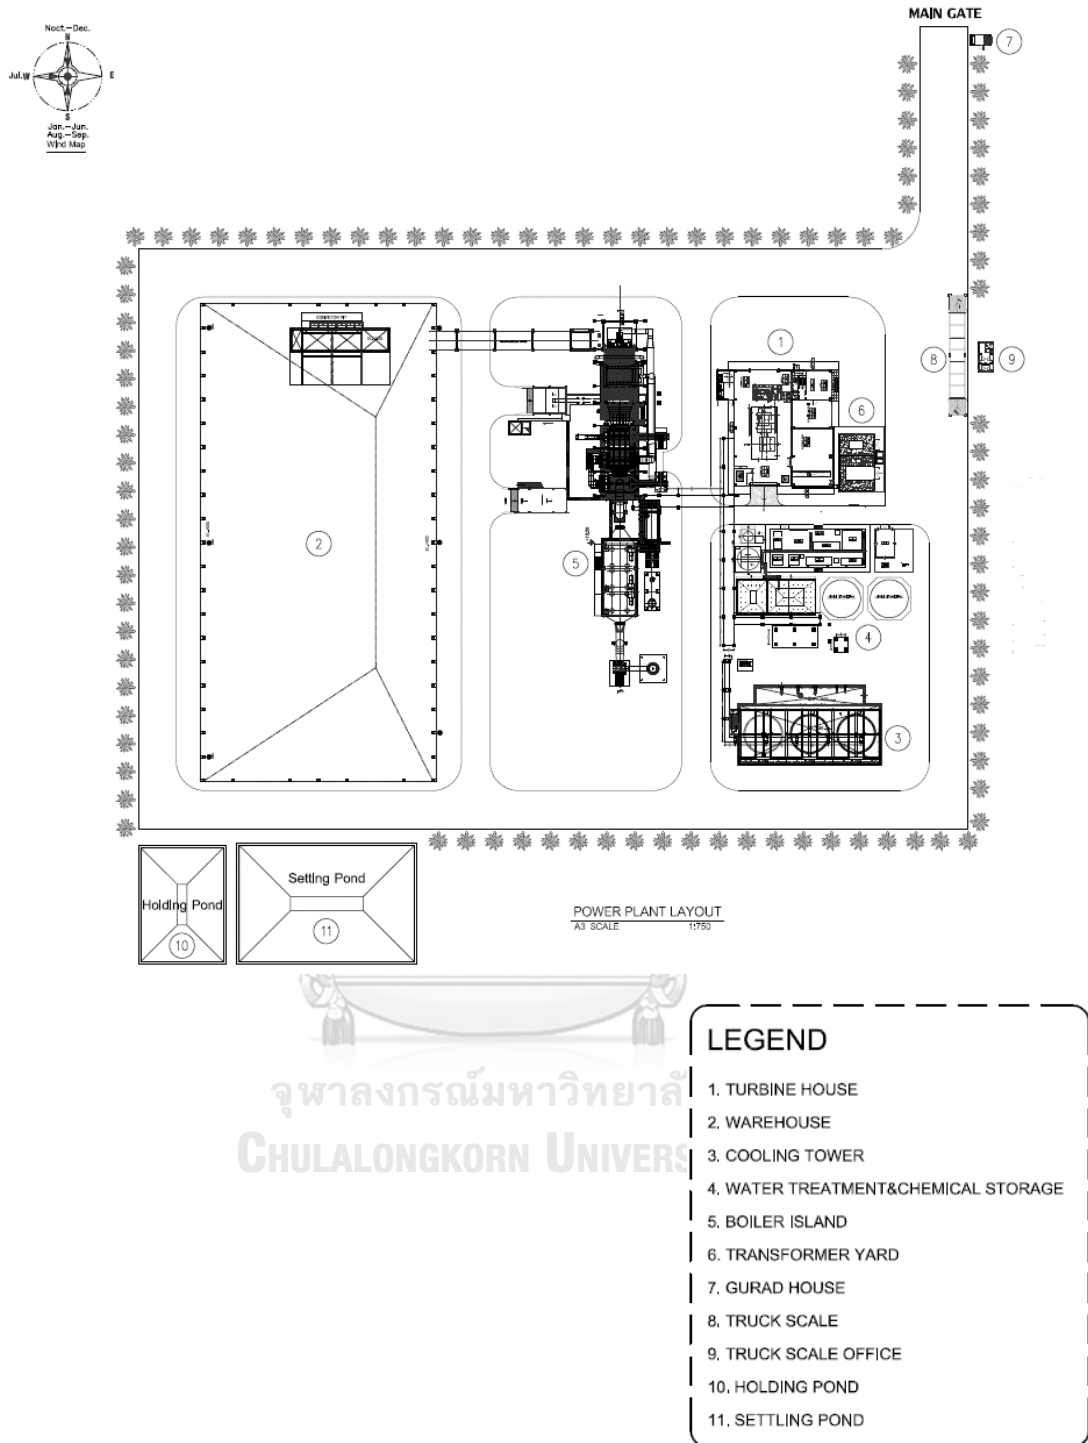 MAIN GATE
Noct.-Dec.
N
Jul.W
E
S
Jan.-Jun.
Aug.-Sep.
Wind Map
7
8
9
1
6
2
5
4
3
CONVEYOR PIT
Holding Pond
10
Setting Pond
11
POWER PLANT LAYOUT
A3 SCALE 1:750
จุฬาลงกรณ์มหาวิทยาลั
CHULALONGKORN UNIVERS
LEGEND
1. TURBINE HOUSE
2. WAREHOUSE
3. COOLING TOWER
4. WATER TREATMENT&CHEMICAL STORAGE
5. BOILER ISLAND
6. TRANSFORMER YARD
7. GURAD HOUSE
8. TRUCK SCALE
9. TRUCK SCALE OFFICE
10. HOLDING POND
11. SETTLING POND